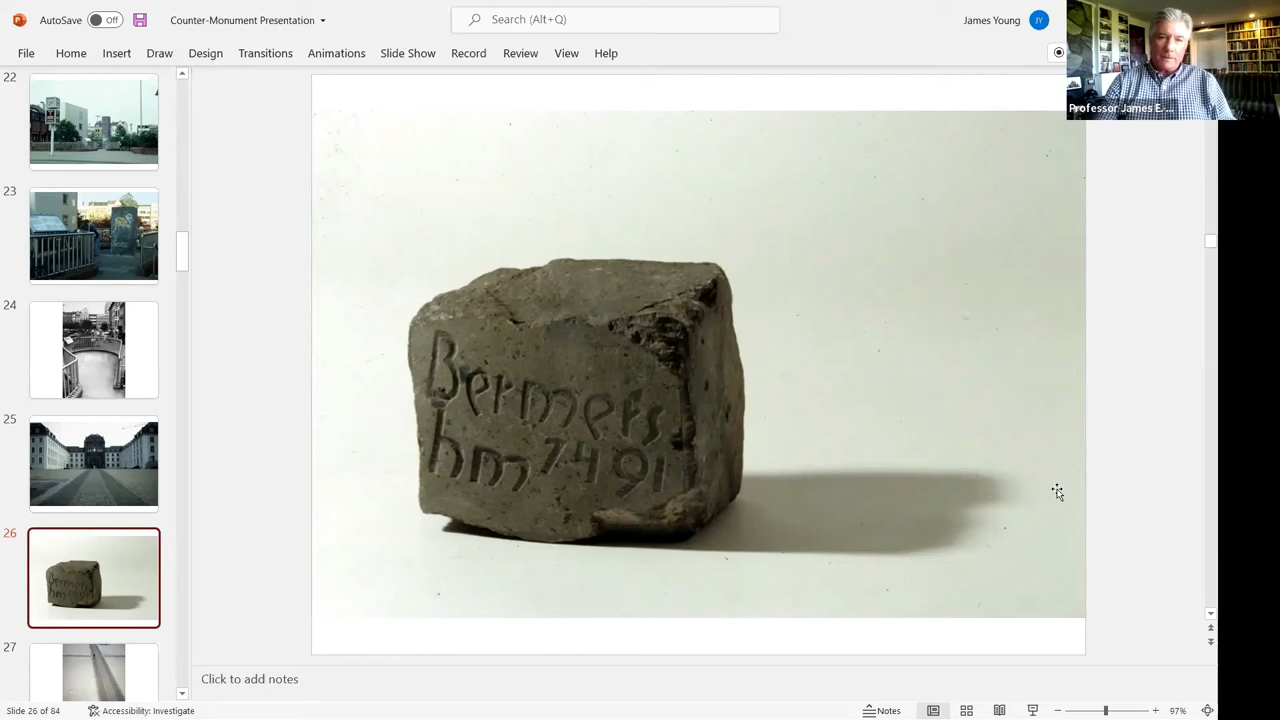 AutoSave
Off
Counter-Monument Presentation
Search (Alt+Q)
James Young
JY
File
Home
Insert
Draw
Design
Transitions
Animations
Slide Show
Record
Review
View
Help
Professor James E. ...
22
23
24
25
26
27
Bermers
hm 7491
Click to add notes
Slide 26 of 84
Accessibility: Investigate
Notes
97%